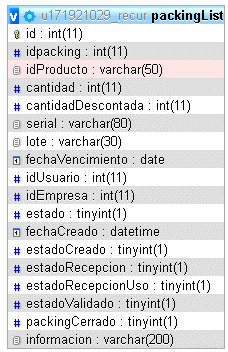 v u171921029_recur packingList
id : int(11)
# idpacking : int(11)
idProducto : varchar(50)
# cantidad : int(11)
# cantidadDescontada : int(11)
serial : varchar(80)
lote : varchar(30)
fechaVencimiento : date
# idUsuario : int(11)
# idEmpresa : int(11)
# estado : tinyint(1)
fechaCreado : datetime
# estadoCreado : tinyint(1)
# estadoRecepcion : tinyint(1)
# estadoRecepcionUso : tinyint(1)
# estadoValidado : tinyint(1)
# packingCerrado : tinyint(1)
informacion : varchar(200)